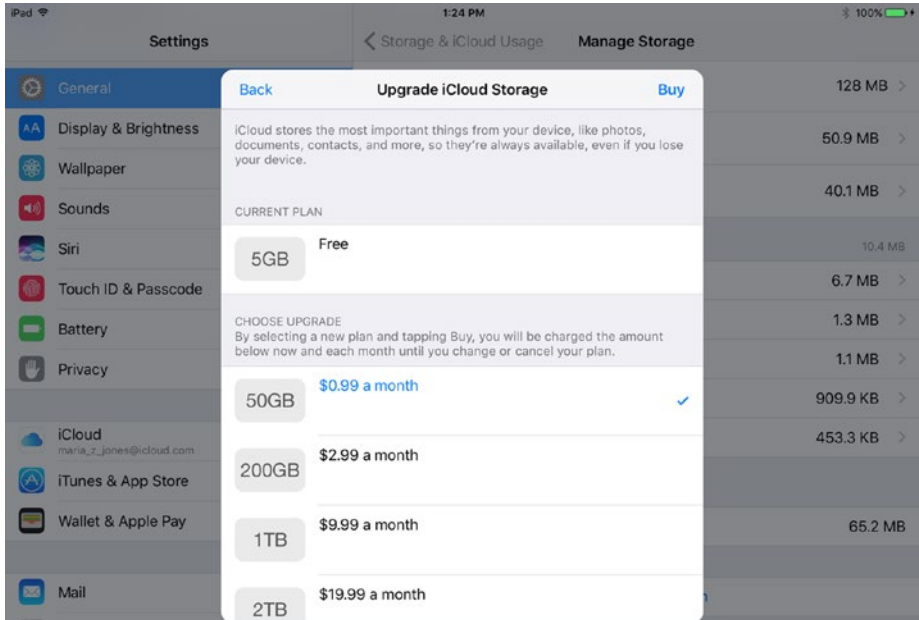 iPad
1:24 PM
100%
Settings
Storage & iCloud Usage
Manage Storage
General
Display & Brightness
Wallpaper
Sounds
Siri
Touch ID & Passcode
Battery
Privacy
iCloud
maria_z_jones@icloud.com
iTunes & App Store
Wallet & Apple Pay
Mail
Back
Upgrade iCloud Storage
Buy
iCloud stores the most important things from your device, like photos,
documents, contacts, and more, so they're always available, even if you lose
your device.
CURRENT PLAN
5GB
Free
CHOOSE UPGRADE
By selecting a new plan and tapping Buy, you will be charged the amount
below now and each month until you change or cancel your plan.
50GB
$0.99 a month
200GB
$2.99 a month
1TB
$9.99 a month
2TB
$19.99 a month
128 MB
50.9 MB
40.1 MB
10.4 MB
6.7 MB
1.3 MB
1.1 MB
909.9 KB
453.3 KB
65.2 MB